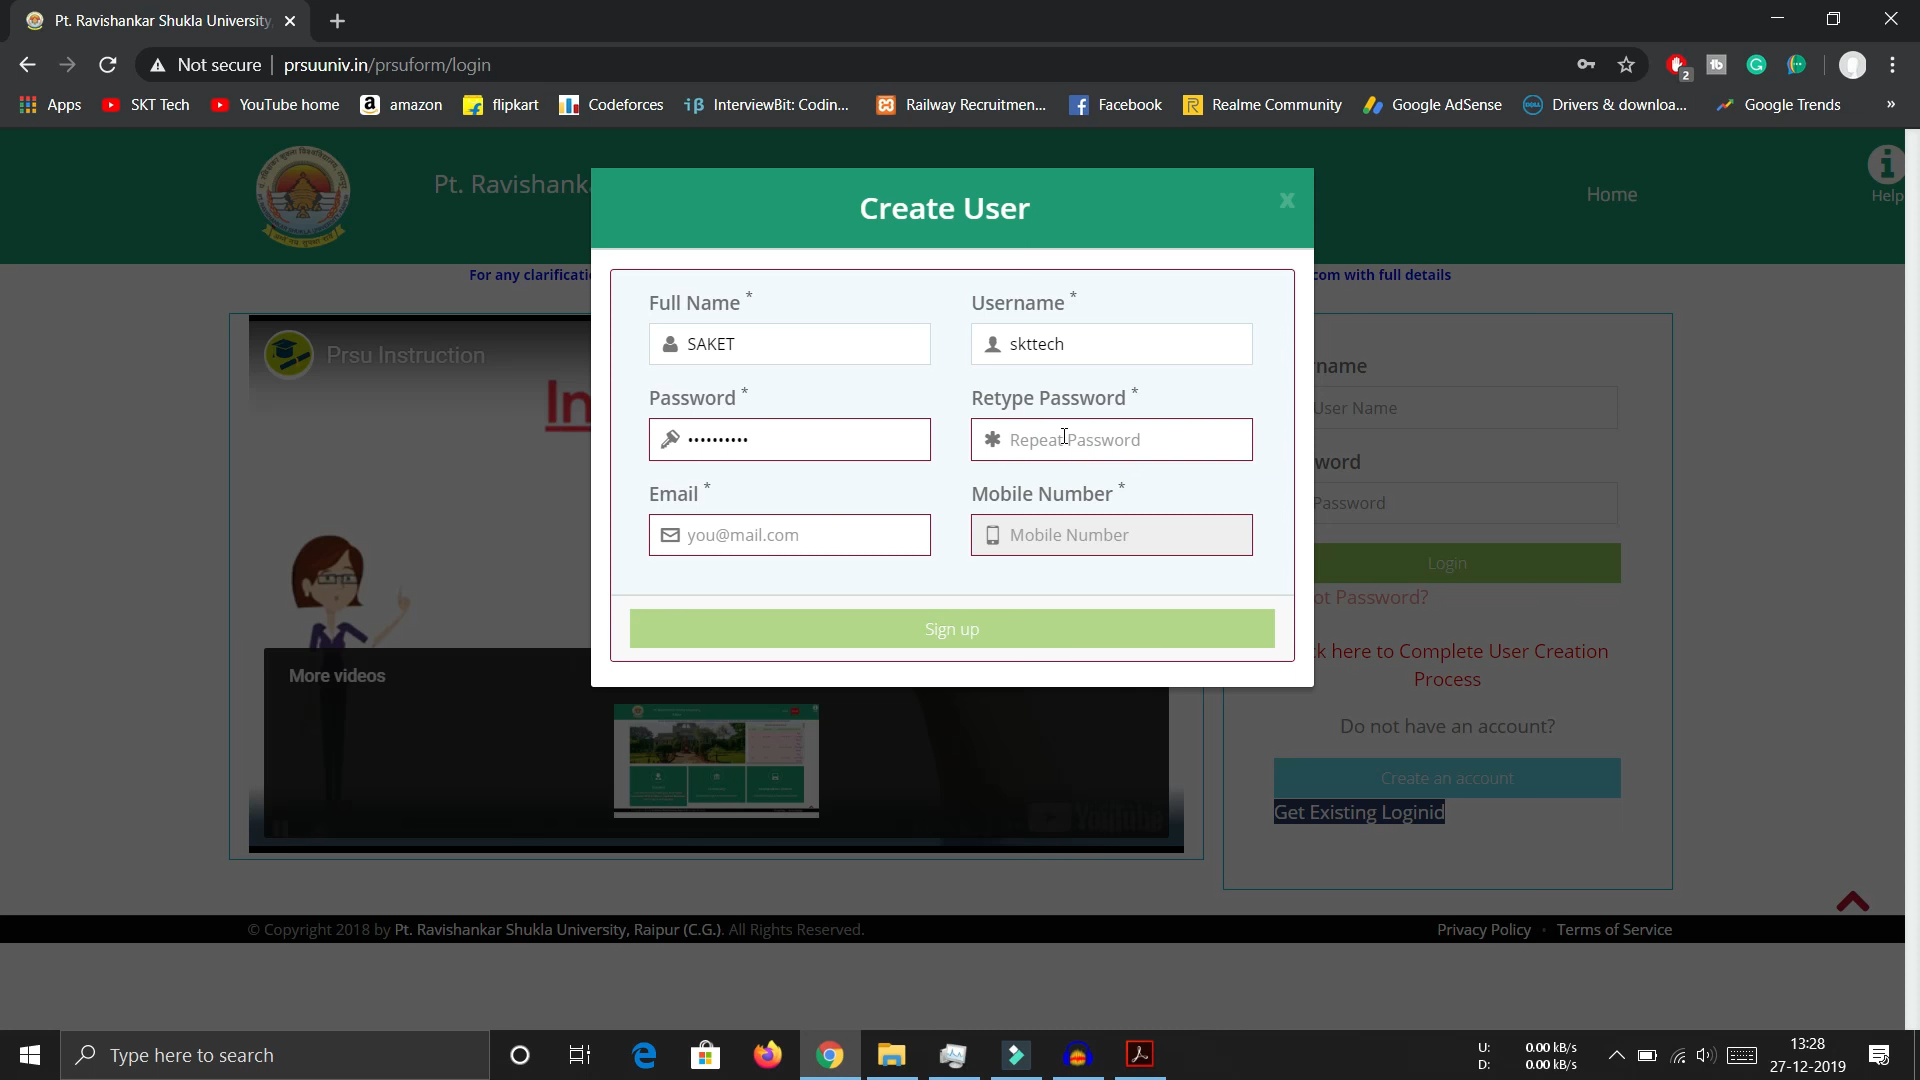 Pt. Ravishankar Shukla University,
Not secure
prsuuniv.in/prsuform/login
2
Apps
SKT Tech
YouTube home
amazon
flipkart
Codeforces
InterviewBit: Codin...
Railway Recruitmen...
Facebook
Realme Community
Google AdSense
Drivers & downloa...
Google Trends
»
Pt. Ravishanka
Home
Help
Create User
x
For any clarificati
com with full details
Full Name *
SAKET
Username *
skttech
Password *
••••••••••
Retype Password *
Repeat Password
Email *
you@mail.com
Mobile Number *
Mobile Number
Sign up
Prsu Instruction
In
More videos
YouTube
name
User Name
word
Password
Login
ot Password?
k here to Complete User Creation
Process
Do not have an account?
Create an account
Get Existing Loginid
© Copyright 2018 by Pt. Ravishankar Shukla University, Raipur (C.G.). All Rights Reserved.
Privacy Policy · Terms of Service
Type here to search
U: 0.00 kB/s
D: 0.00 kB/s
13:28
27-12-2019